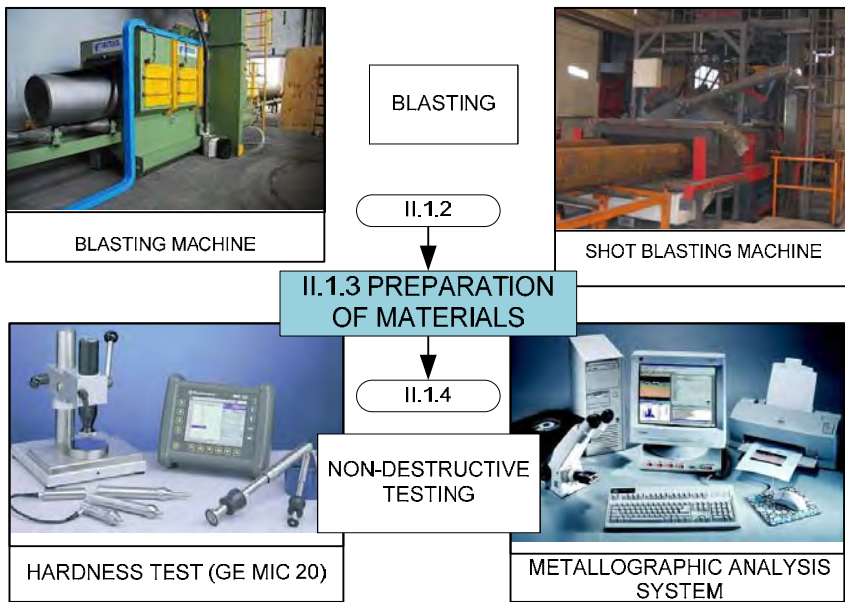 BLASTING
BLASTING MACHINE
SHOT BLASTING MACHINE
II.1.2
II.1.3 PREPARATION
OF MATERIALS
II.1.4
NON-DESTRUCTIVE
TESTING
HARDNESS TEST (GE MIC 20)
METALLOGRAPHIC ANALYSIS
SYSTEM